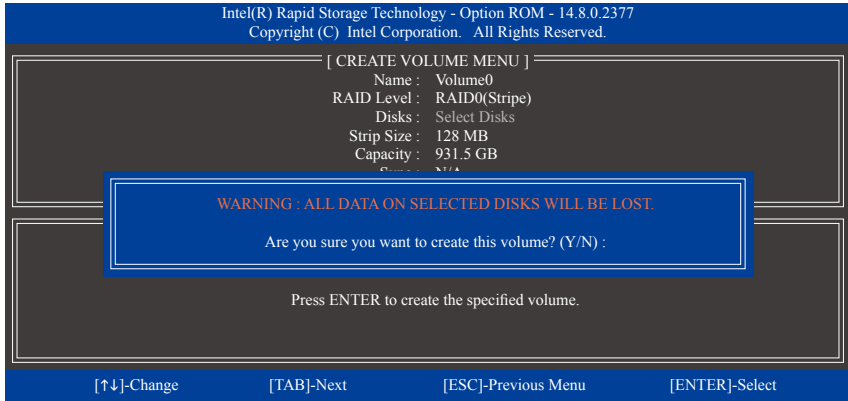 Intel(R) Rapid Storage Technology - Option ROM - 14.8.0.2377
Copyright (C) Intel Corporation. All Rights Reserved.
[ CREATE VOLUME MENU ]
Name : Volume0
RAID Level : RAID0(Stripe)
Disks : Select Disks
Strip Size : 128 MB
Capacity : 931.5 GB
WARNING : ALL DATA ON SELECTED DISKS WILL BE LOST.
Are you sure you want to create this volume? (Y/N) :
Press ENTER to create the specified volume.
[↑↓]-Change [TAB]-Next [ESC]-Previous Menu [ENTER]-Select